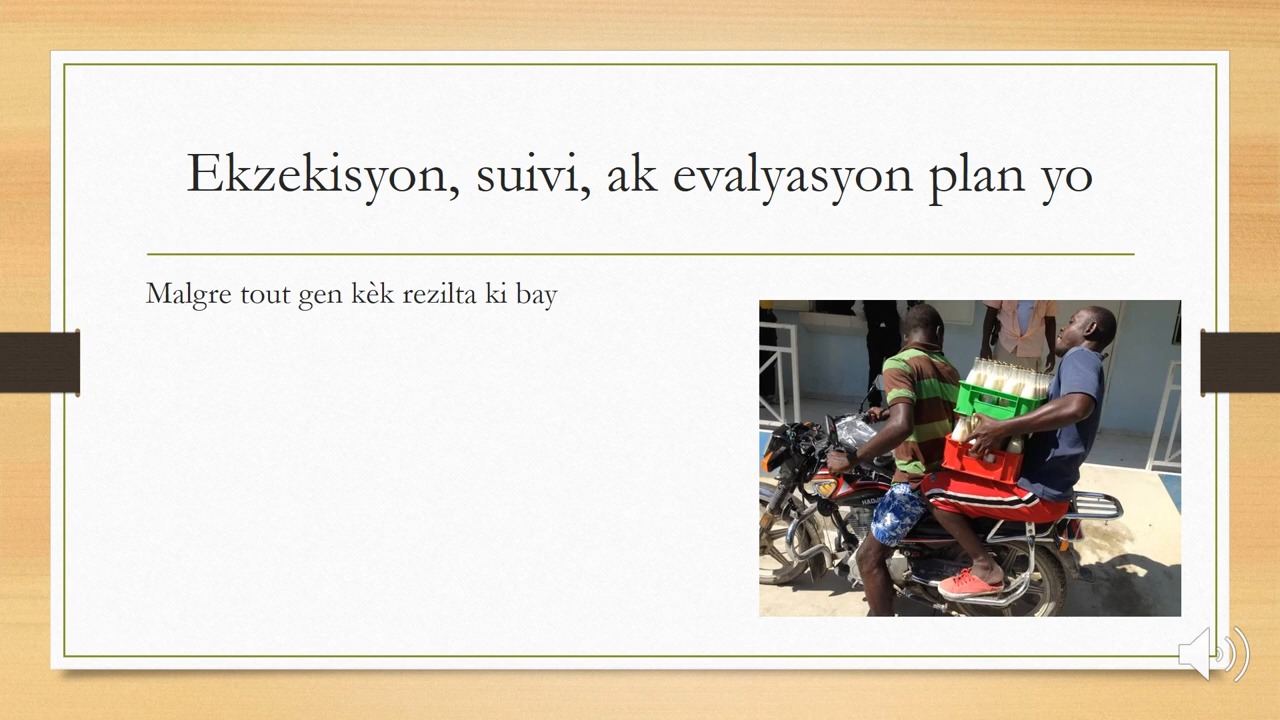 Ekzekisyon, suivi, ak evalyasyon plan yo
Malgre tout gen kèk rezilta ki bay